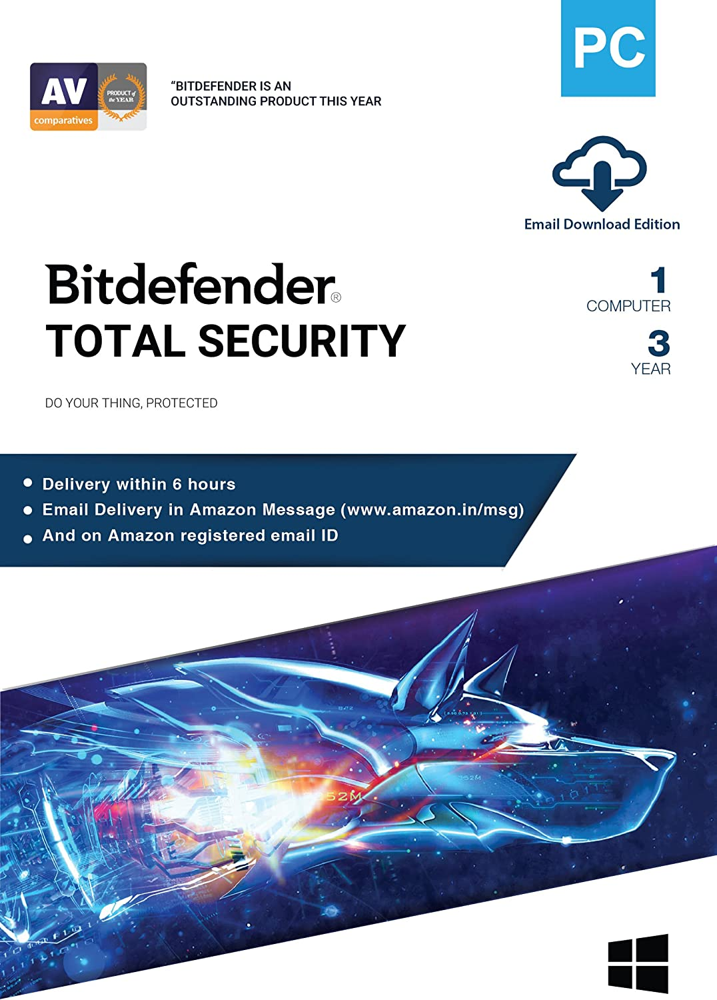 PC
AV
comparatives
PRODUCT of
the YEAR
“BITDEFENDER IS AN
OUTSTANDING PRODUCT THIS YEAR
Email Download Edition
Bitdefender®
TOTAL SECURITY
1
COMPUTER
3
YEAR
DO YOUR THING, PROTECTED
Delivery within 6 hours
Email Delivery in Amazon Message (www.amazon.in/msg)
And on Amazon registered email ID
352M